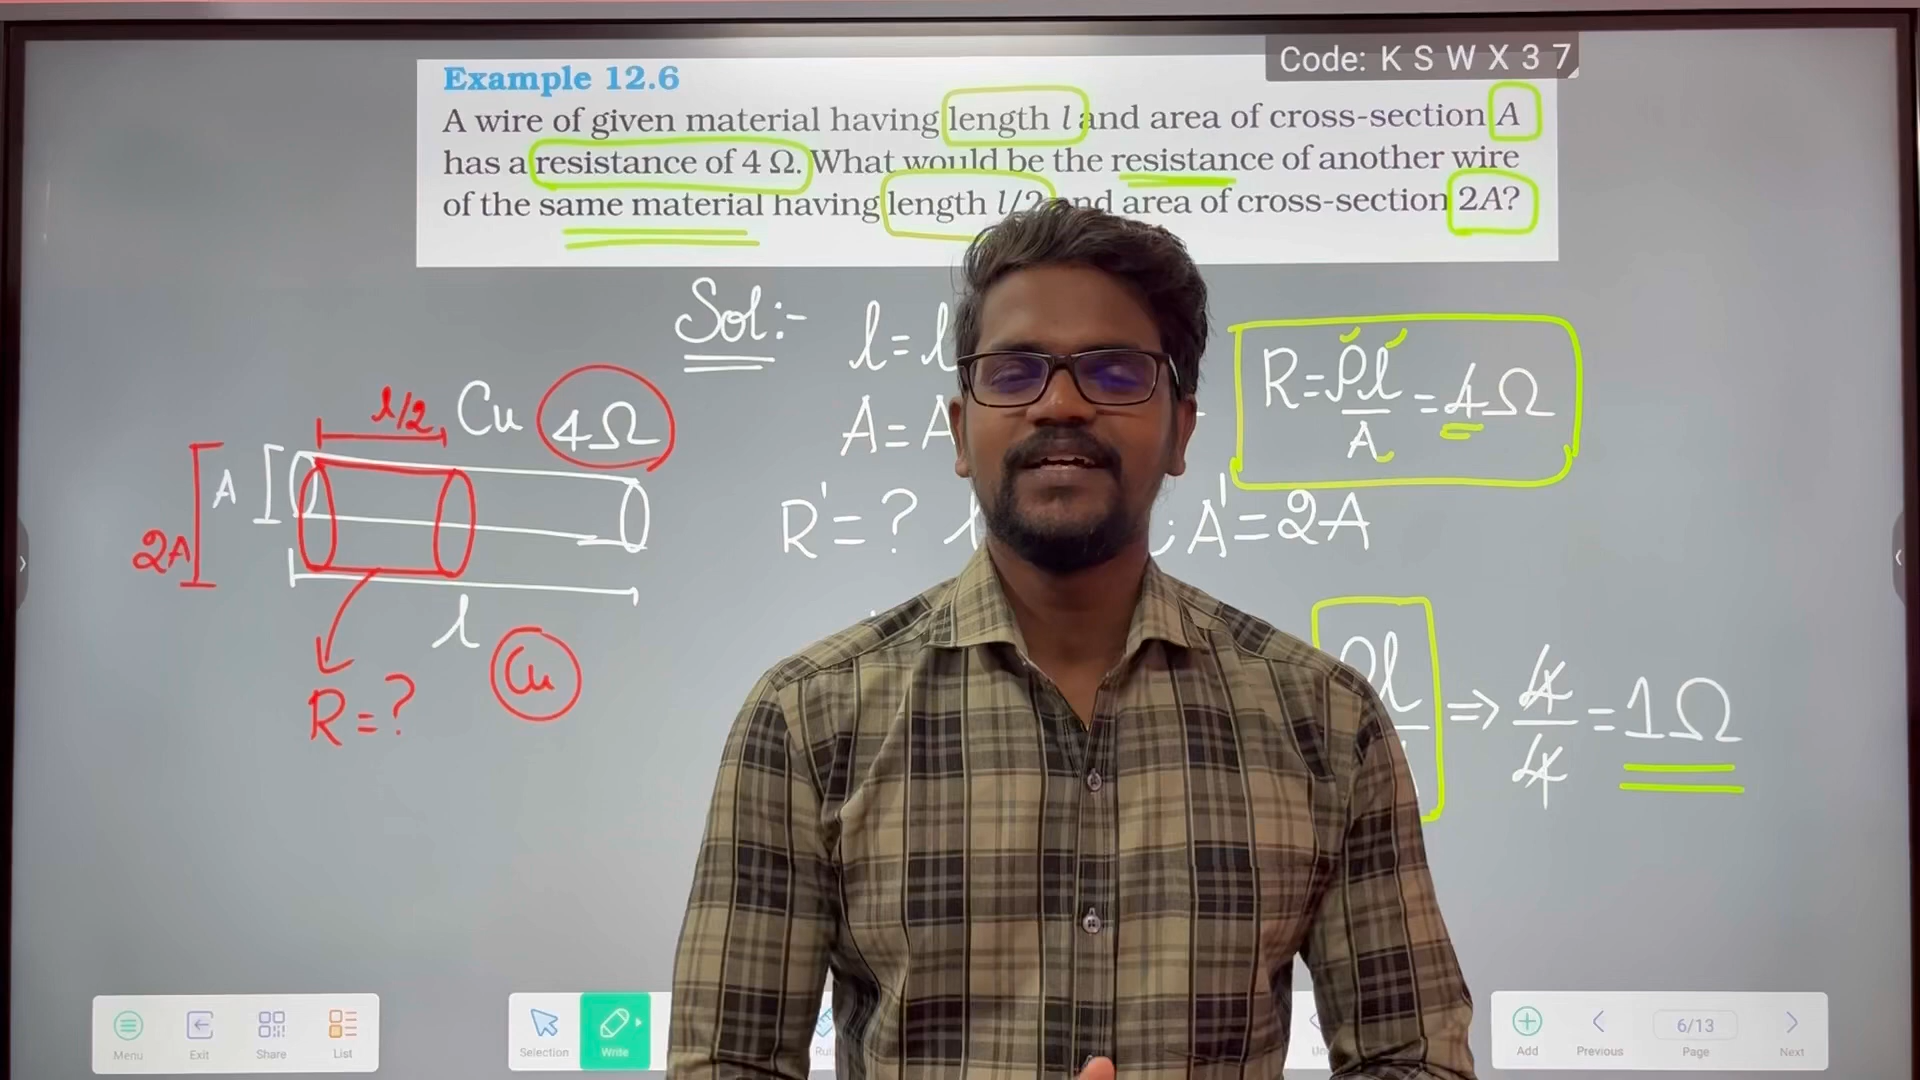 Code: K S W X 3 7
Example 12.6
A wire of given material having length l and area of cross-section A
has a resistance of 4 Ω. What would be the resistance of another wire
of the same material having length l/2 and area of cross-section 2A?
Sol:-
l = l
A = A
R = ρl/A = 4Ω
R' = ? ; A' = 2A
ρl ⇒ 4/4 = 1Ω
l/2
Cu 4Ω
A
2A
l
Cu
R = ?
Menu
Exit
Share
List
Selection
Write
Add
Previous
6/13
Page
Next